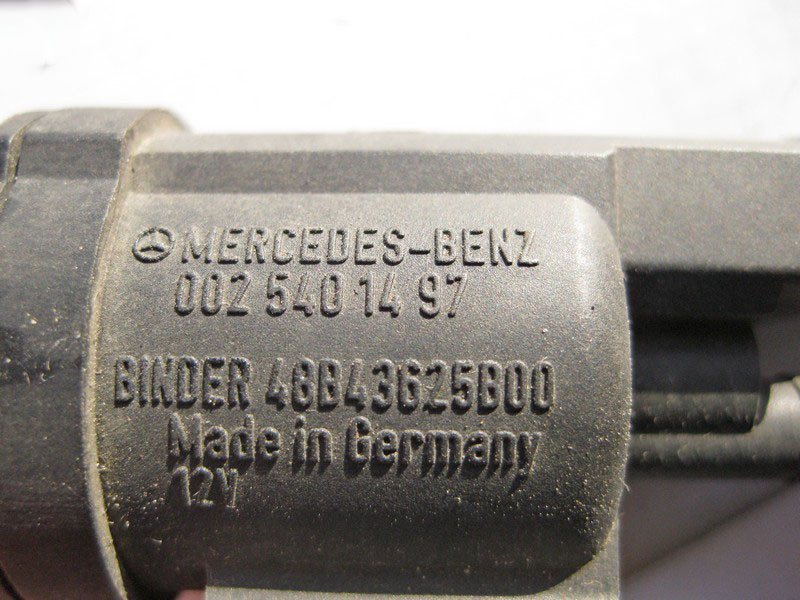 MERCEDES-BENZ
002 540 14 97
BINDER 46B43625B00
Made in Germany
12V